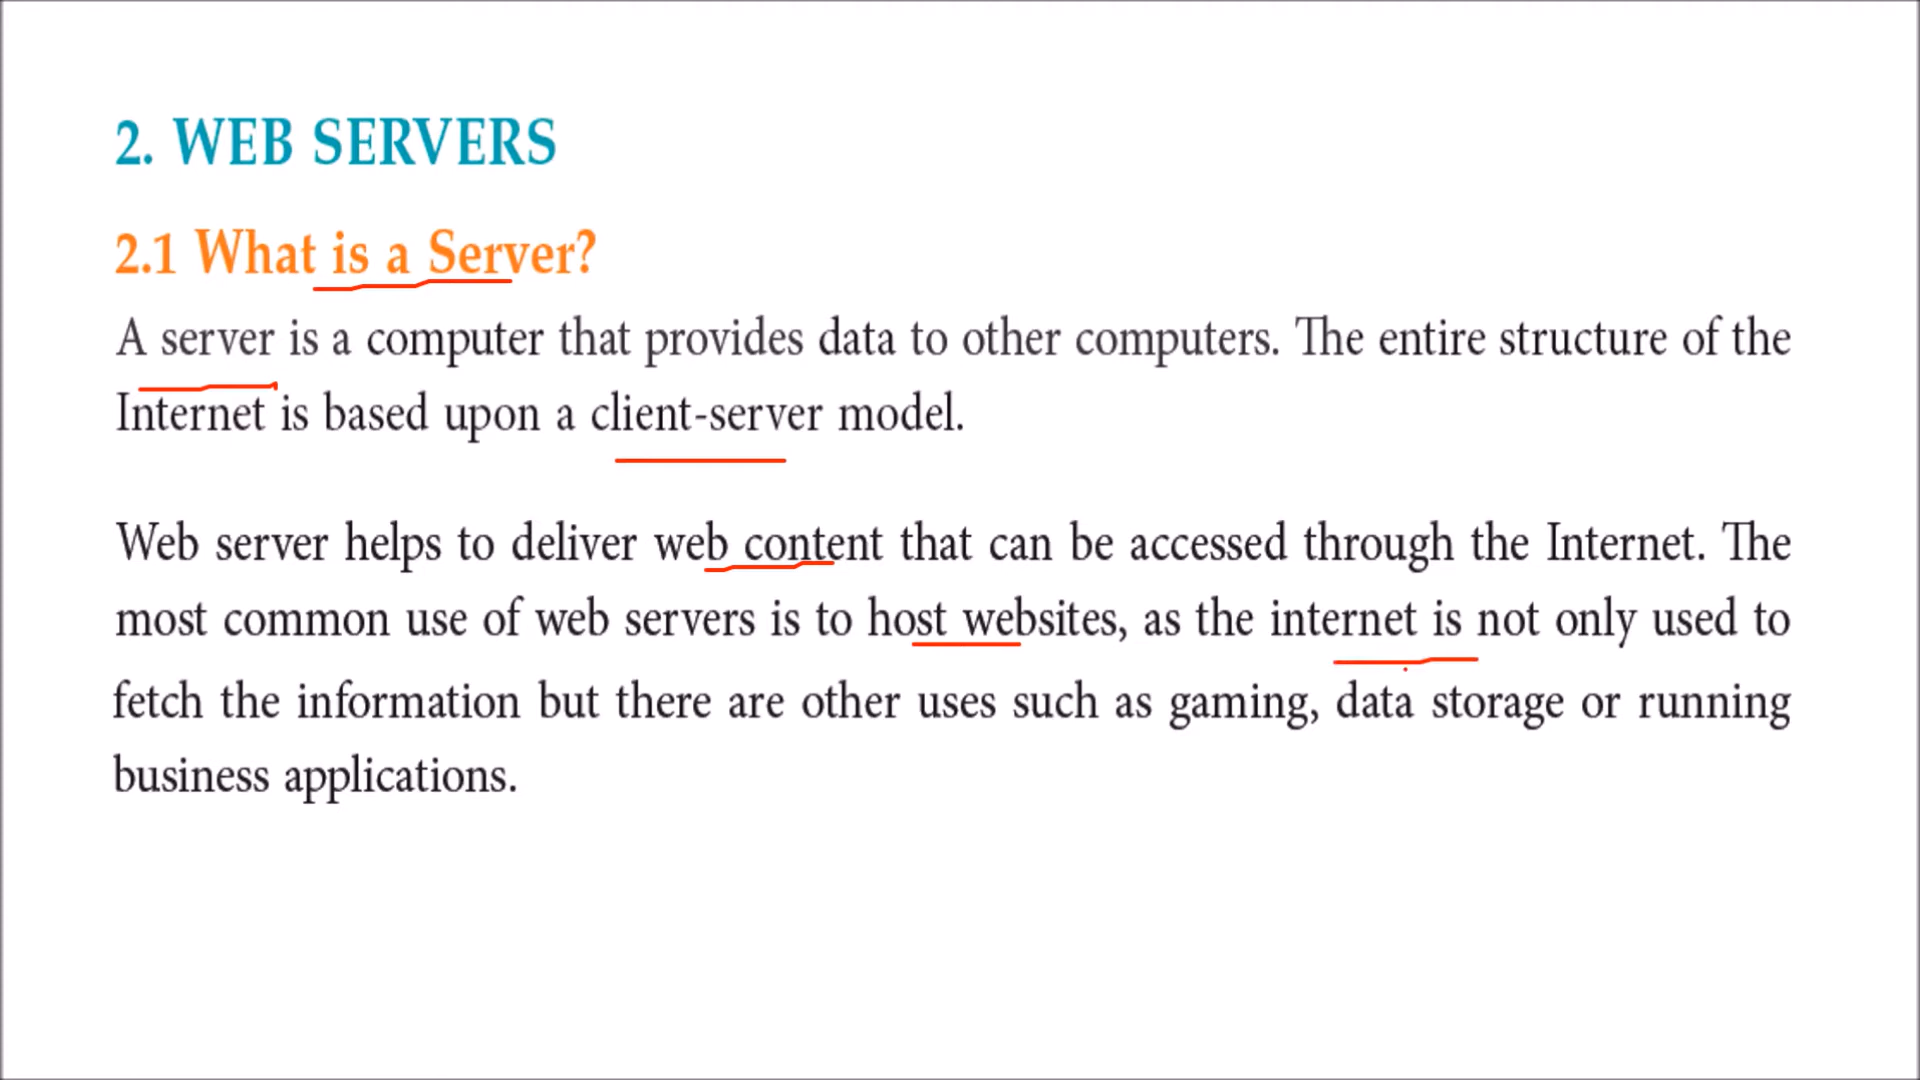 2. WEB SERVERS
2.1 What is a Server?
A server is a computer that provides data to other computers. The entire structure of the
Internet is based upon a client-server model.
Web server helps to deliver web content that can be accessed through the Internet. The
most common use of web servers is to host websites, as the internet is not only used to
fetch the information but there are other uses such as gaming, data storage or running
business applications.